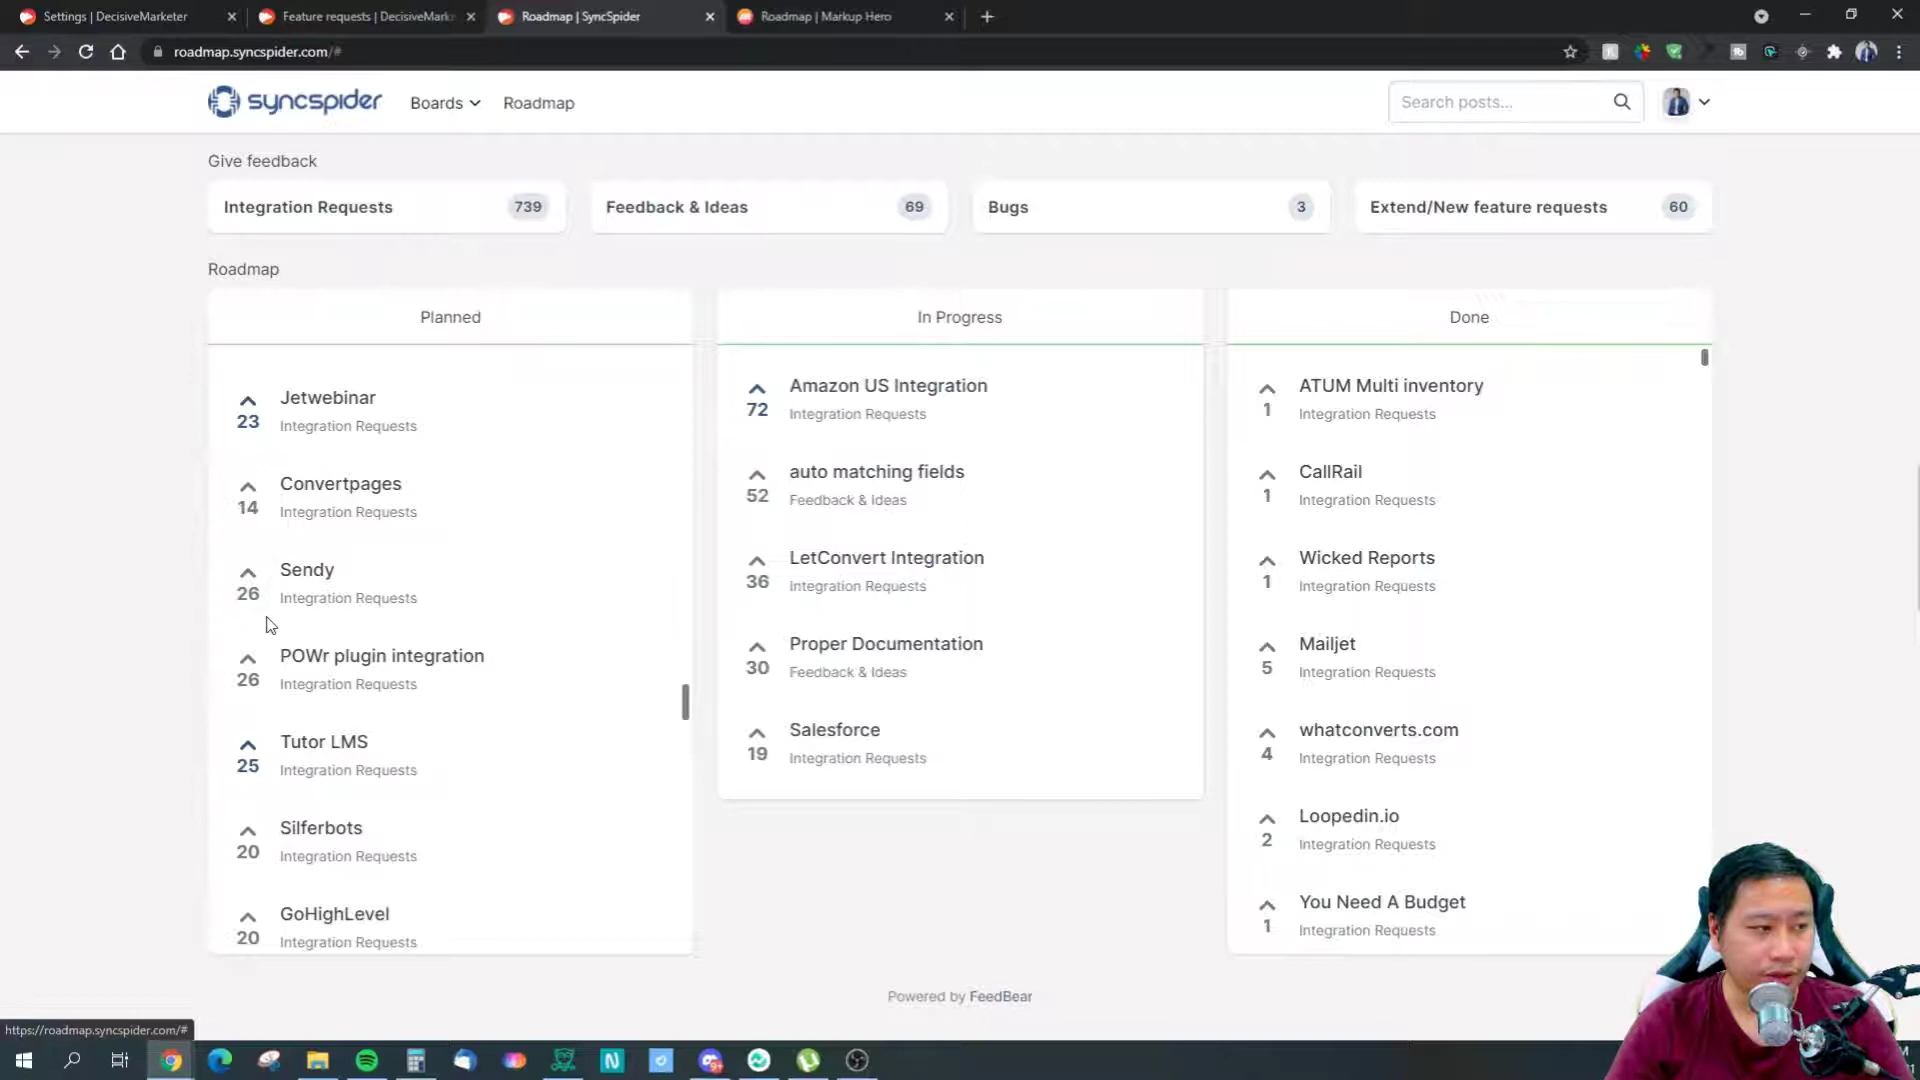 Settings | DecisiveMarketer
Feature requests | DecisiveMark
Roadmap | SyncSpider
Roadmap | Markup Hero
roadmap.syncspider.com/#
syncspider
Boards
Roadmap
Search posts...
Give feedback
Integration Requests 739
Feedback & Ideas 69
Bugs 3
Extend/New feature requests 60
Roadmap
Planned
Jetwebinar
23
Integration Requests
Convertpages
14
Integration Requests
Sendy
26
Integration Requests
POWr plugin integration
26
Integration Requests
Tutor LMS
25
Integration Requests
Silferbots
20
Integration Requests
GoHighLevel
20
Integration Requests
In Progress
Amazon US Integration
72
Integration Requests
auto matching fields
52
Feedback & Ideas
LetConvert Integration
36
Integration Requests
Proper Documentation
30
Feedback & Ideas
Salesforce
19
Integration Requests
Done
ATUM Multi inventory
1
Integration Requests
CallRail
1
Integration Requests
Wicked Reports
1
Integration Requests
Mailjet
5
Integration Requests
whatconverts.com
4
Integration Requests
Loopedin.io
2
Integration Requests
You Need A Budget
1
Integration Requests
Powered by FeedBear
https://roadmap.syncspider.com/#